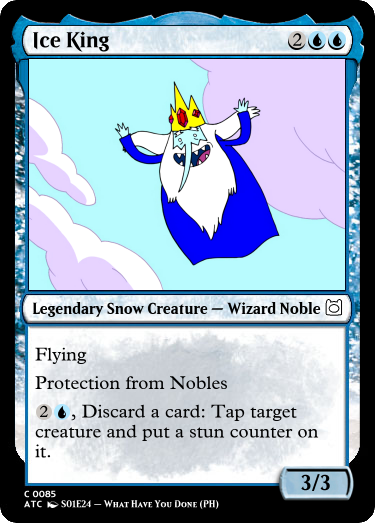 Ice King 2
Legendary Snow Creature — Wizard Noble
Flying
Protection from Nobles
2, Discard a card: Tap target
creature and put a stun counter on
it.
3/3
C 0085
ATC S01E24 – What Have You Done (PH)